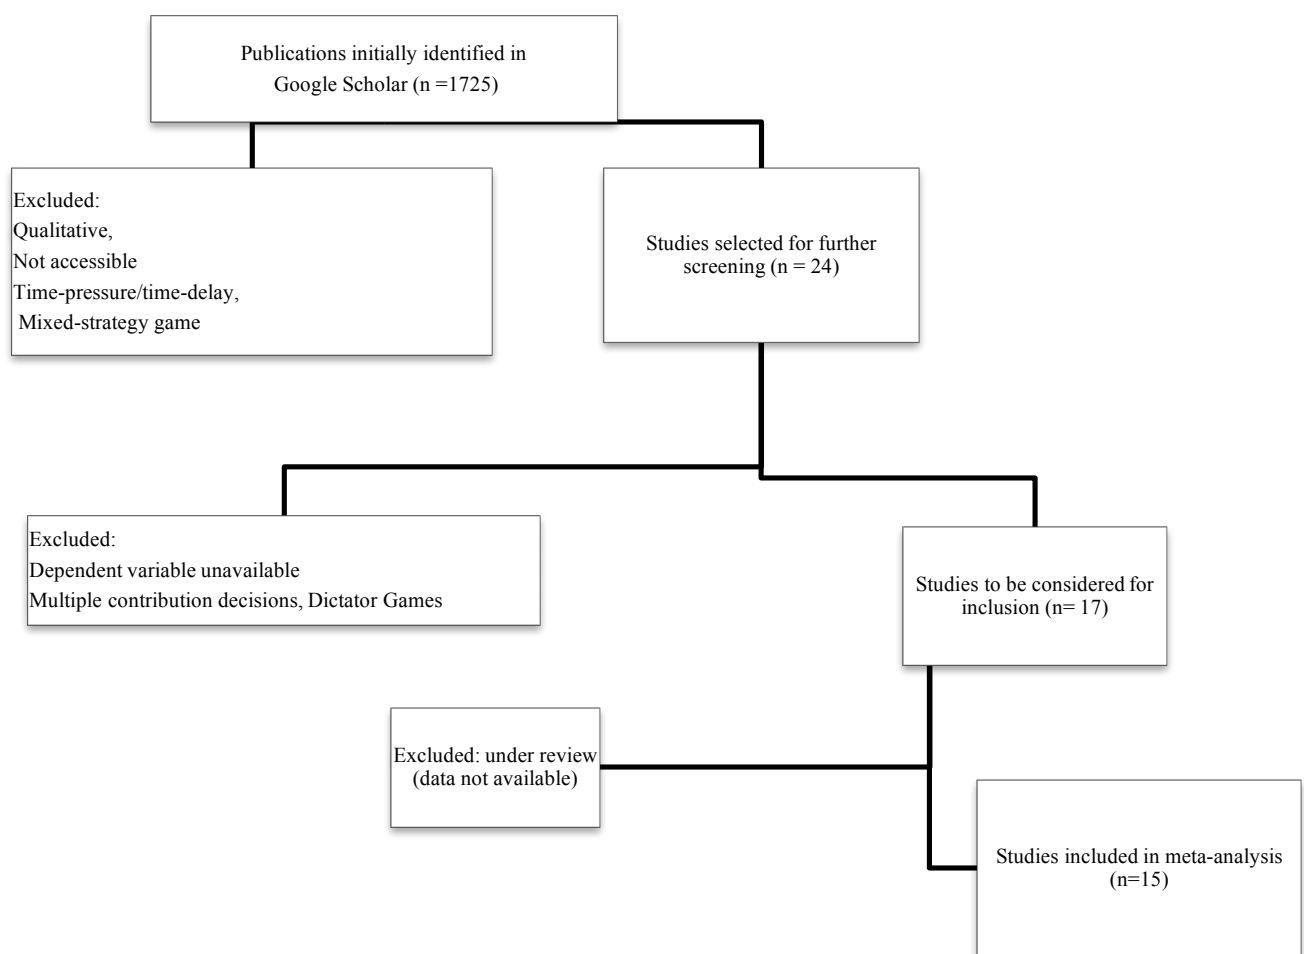 Publications initially identified in
Google Scholar (n =1725)
Excluded:
Qualitative,
Not accessible
Time-pressure/time-delay,
Mixed-strategy game
Studies selected for further
screening (n = 24)
Excluded:
Dependent variable unavailable
Multiple contribution decisions, Dictator Games
Studies to be considered for
inclusion (n= 17)
Excluded: under review
(data not available)
Studies included in meta-analysis
(n=15)